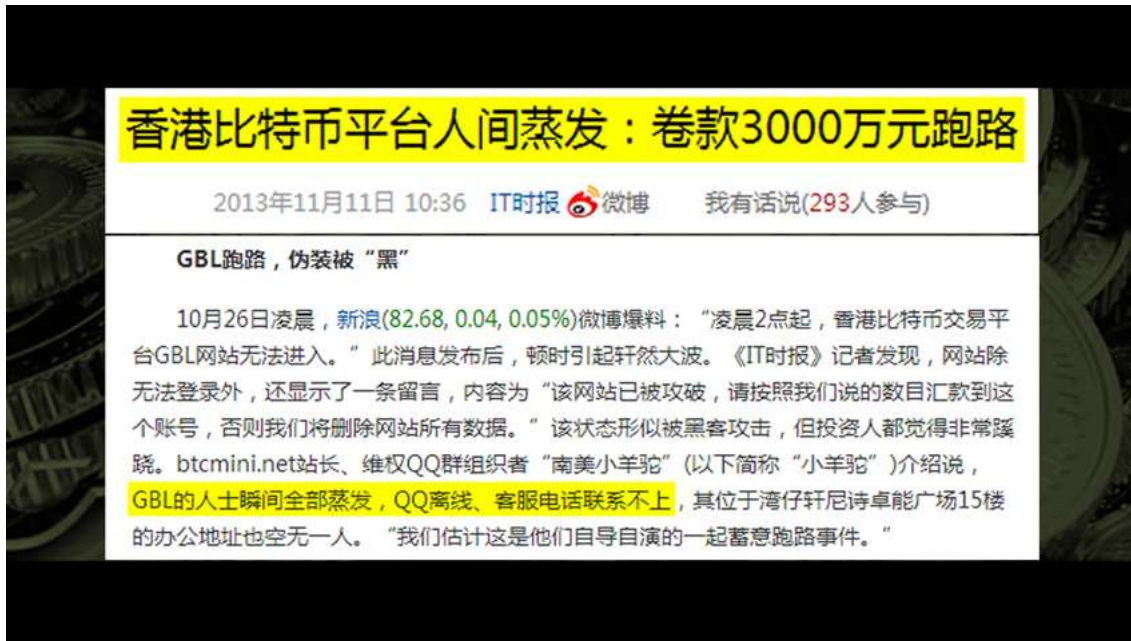 香港比特币平台人间蒸发：卷款3000万元跑路
2013年11月11日 10:36 IT时报 微博 我有话说(293人参与)
GBL跑路，伪装被“黑”
10月26日凌晨，新浪(82.68, 0.04, 0.05%)微博爆料：“凌晨2点起，香港比特币交易平
台GBL网站无法进入。”此消息发布后，顿时引起轩然大波。《IT时报》记者发现，网站除
无法登录外，还显示了一条留言，内容为“该网站已被攻破，请按照我们说的数目汇款到这
个账号，否则我们将删除网站所有数据。”该状态形似被黑客攻击，但投资人都觉得非常蹊
跷。btcmini.net站长、维权QQ群组织者“南美小羊驼”(以下简称“小羊驼”)介绍说，
GBL的人士瞬间全部蒸发，QQ离线、客服电话联系不上，其位于湾仔轩尼诗卓能广场15楼
的办公地址也空无一人。“我们估计这是他们自导自演的一起蓄意跑路事件。”